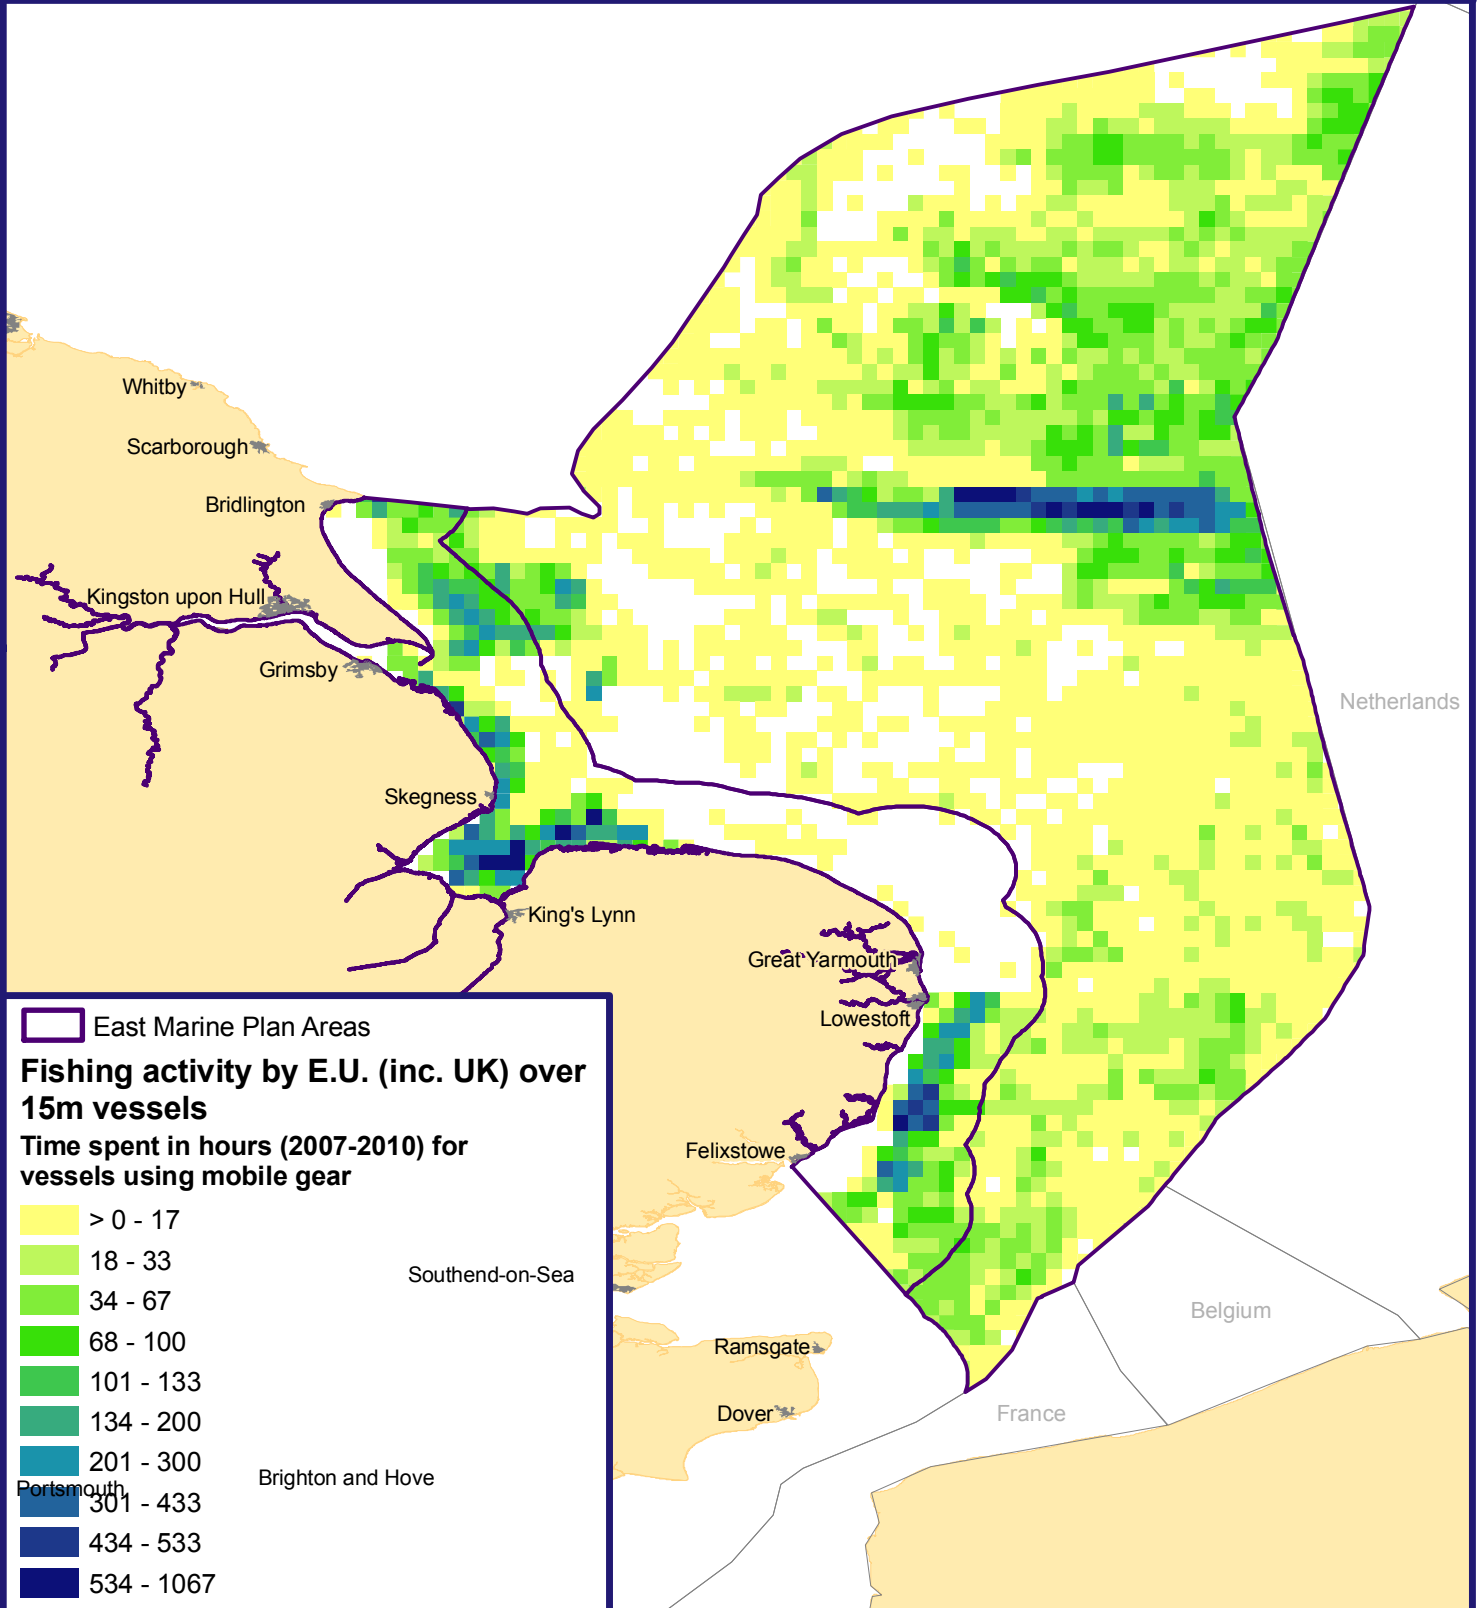 Whitby
Scarborough
Bridlington
Kingston upon Hull
Grimsby
Netherlands
Skegness
King's Lynn
Great Yarmouth
Lowestoft
East Marine Plan Areas
Fishing activity by E.U. (inc. UK) over
15m vessels
Time spent in hours (2007-2010) for
vessels using mobile gear
Felixstowe
> 0 - 17
18 - 33
Southend-on-Sea
34 - 67
Belgium
68 - 100
Ramsgate
101 - 133
134 - 200
Dover
France
201 - 300
Brighton and Hove
Portsmouth
301 - 433
434 - 533
534 - 1067